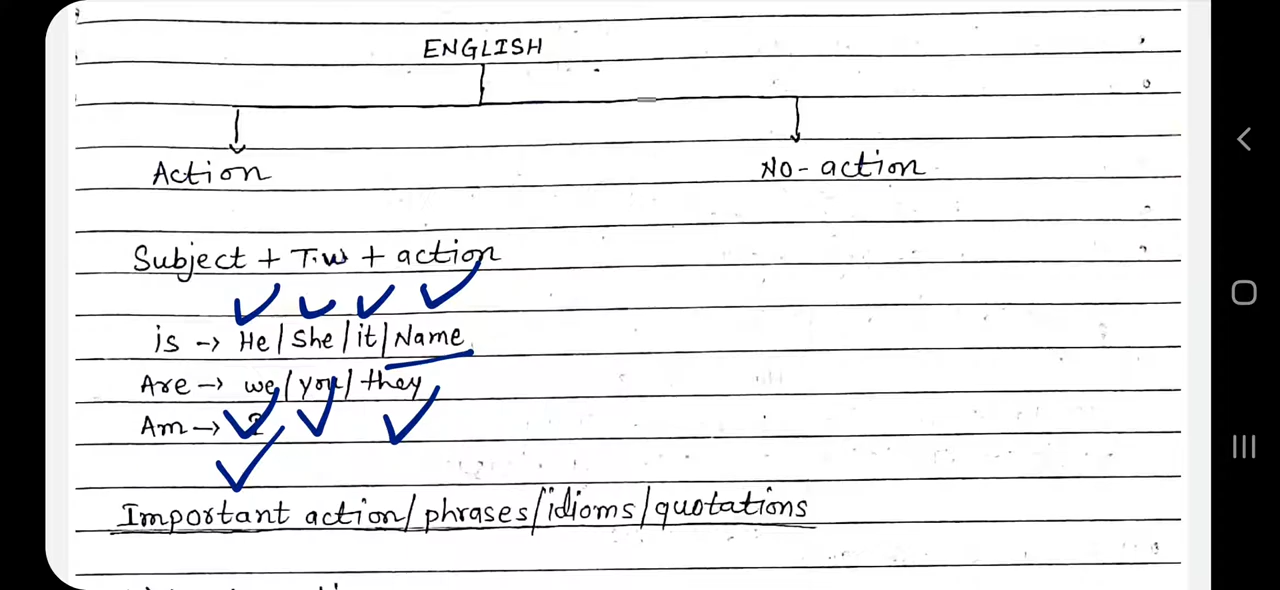 ENGLISH
Action No-action
Subject + T.w + action
is → He/She/it/Name
Are → we/you/they
Am → I
Important action/phrases/idioms/quotations